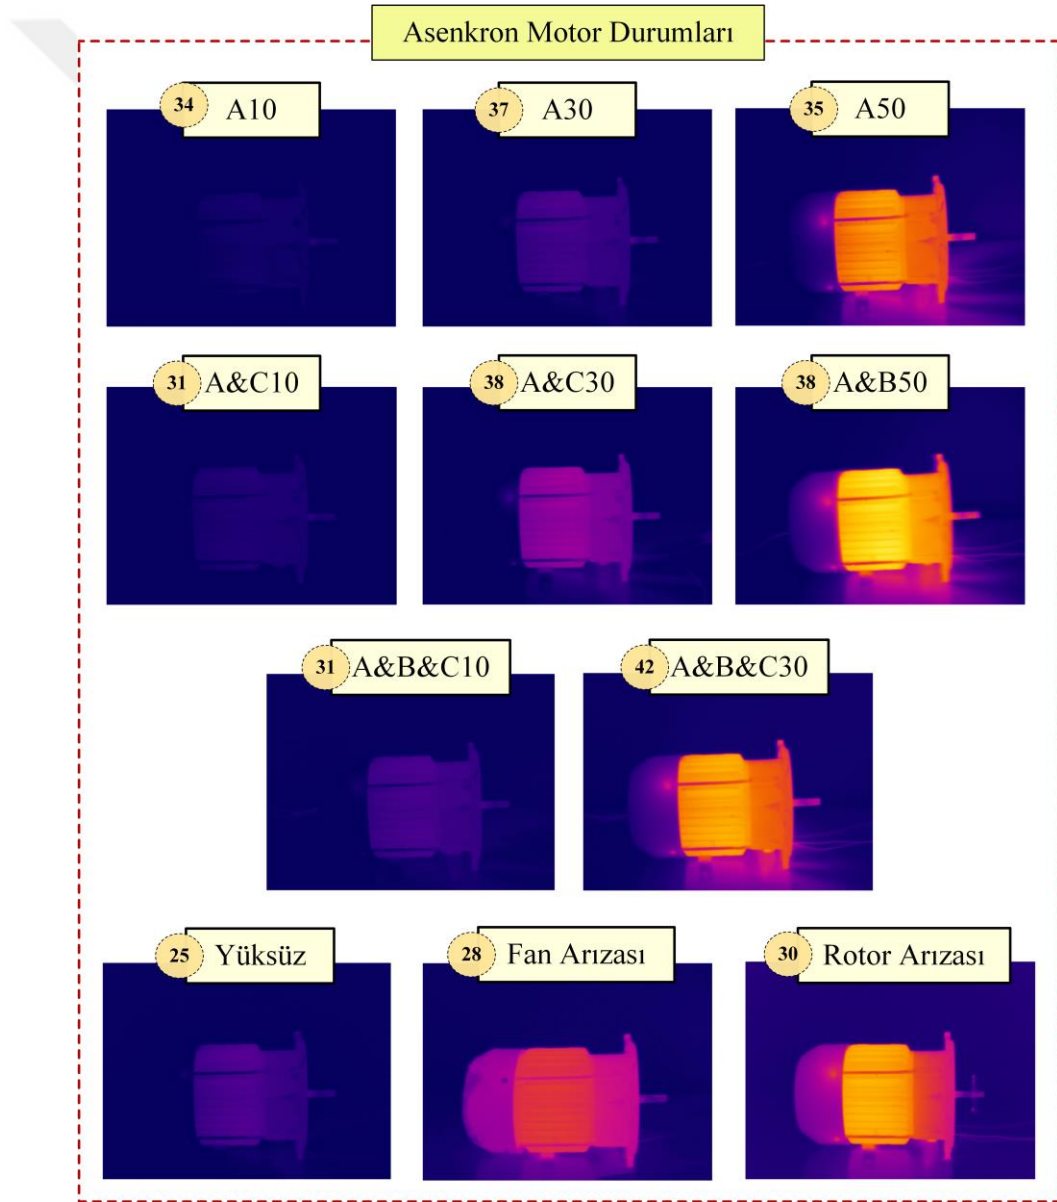 Asenkron Motor Durumları
34 A10
37 A30
35 A50
31 A&C10
38 A&C30
38 A&B50
31 A&B&C10
42 A&B&C30
25 Yüksüz
28 Fan Arızası
30 Rotor Arızası